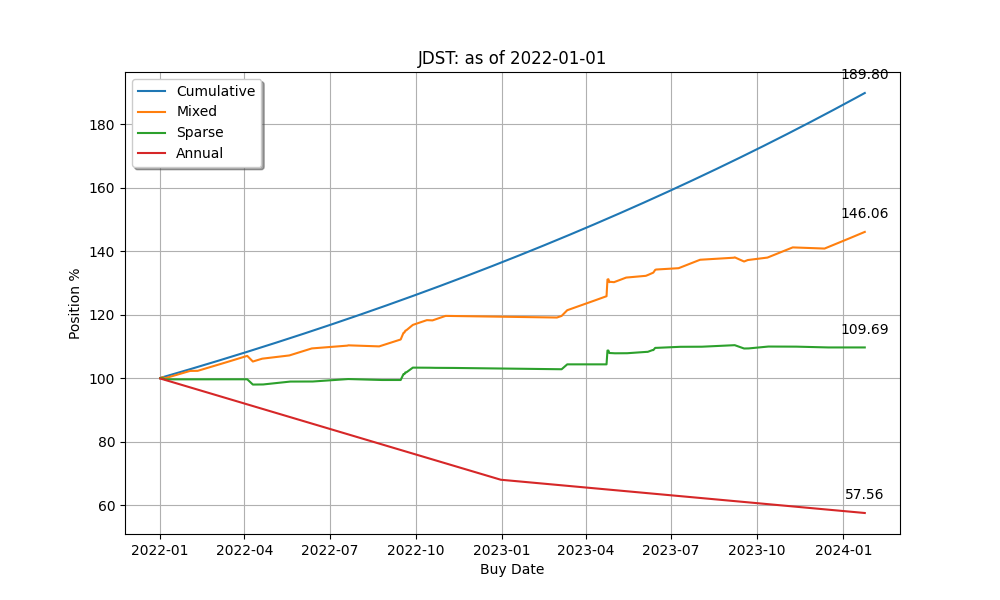 JDST: as of 2022-01-01
Cumulative
Mixed
Sparse
Annual
189.80
146.06
109.69
57.56
180
160
140
120
100
80
60
Position %
2022-01 2022-04 2022-07 2022-10 2023-01 2023-04 2023-07 2023-10 2024-01
Buy Date